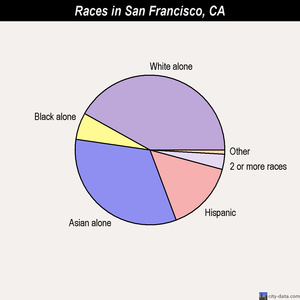 Races in San Francisco, CA
White alone
Black alone
Other
2 or more races
Hispanic
Asian alone
city-data.com